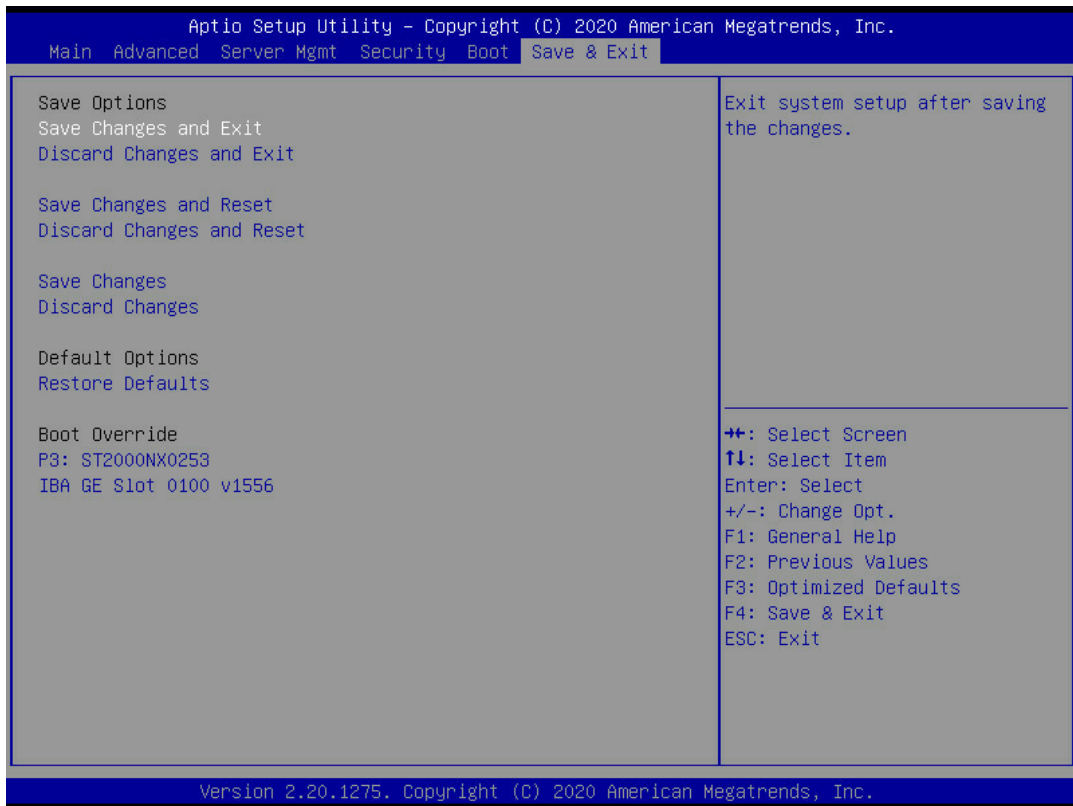 Aptio Setup Utility – Copyright (C) 2020 American Megatrends, Inc.
Main Advanced Server Mgmt Security Boot Save & Exit
Save Options
Save Changes and Exit
Discard Changes and Exit
Save Changes and Reset
Discard Changes and Reset
Save Changes
Discard Changes
Default Options
Restore Defaults
Boot Override
P3: ST2000NX0253
IBA GE Slot 0100 v1556
Exit system setup after saving
the changes.
→←: Select Screen
↑↓: Select Item
Enter: Select
+/-: Change Opt.
F1: General Help
F2: Previous Values
F3: Optimized Defaults
F4: Save & Exit
ESC: Exit
Version 2.20.1275. Copyright (C) 2020 American Megatrends, Inc.